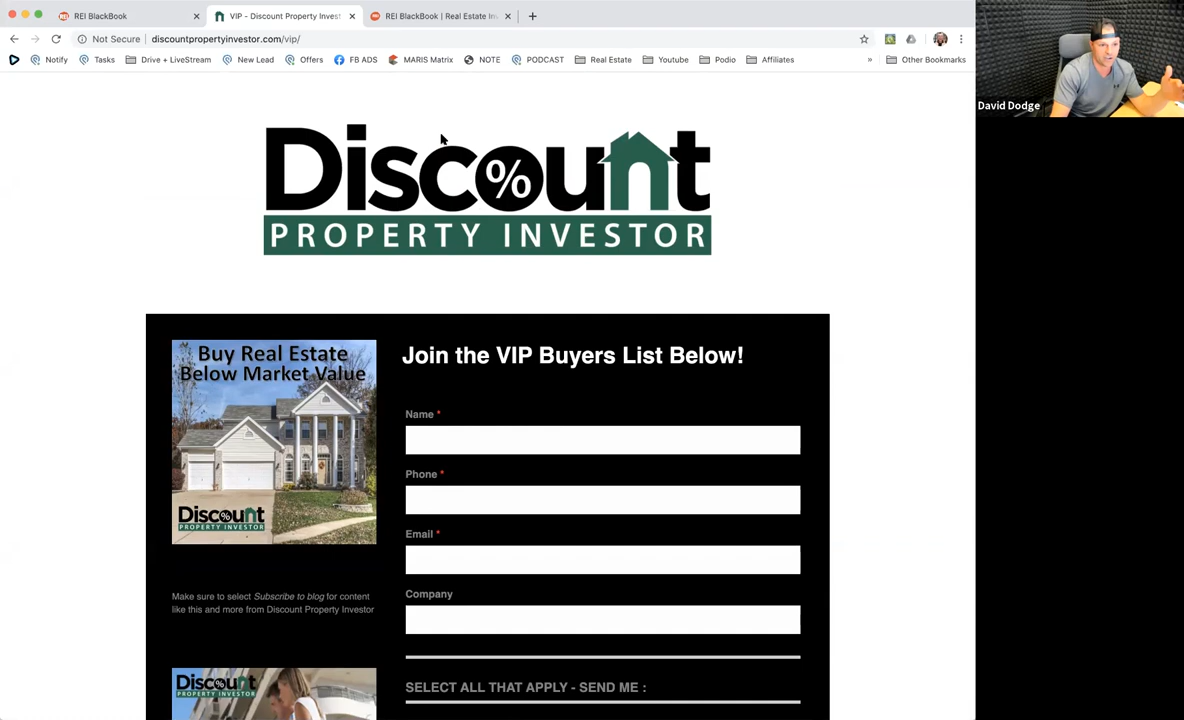 REI BlackBook
VIP - Discount Property Invest
REI BlackBook | Real Estate In
Not Secure | discountpropertyinvestor.com/vip/
Notify
Tasks
Drive + LiveStream
New Lead
Offers
FB ADS
MARIS Matrix
NOTE
PODCAST
Real Estate
Youtube
Podio
Affiliates
»
Other Bookmarks
David Dodge
Discount
PROPERTY INVESTOR
Buy Real Estate
Below Market Value
Discount
PROPERTY INVESTOR
Make sure to select Subscribe to blog for content
like this and more from Discount Property Investor
Discount
PROPERTY INVESTOR
Join the VIP Buyers List Below!
Name *
Phone *
Email *
Company
SELECT ALL THAT APPLY - SEND ME :